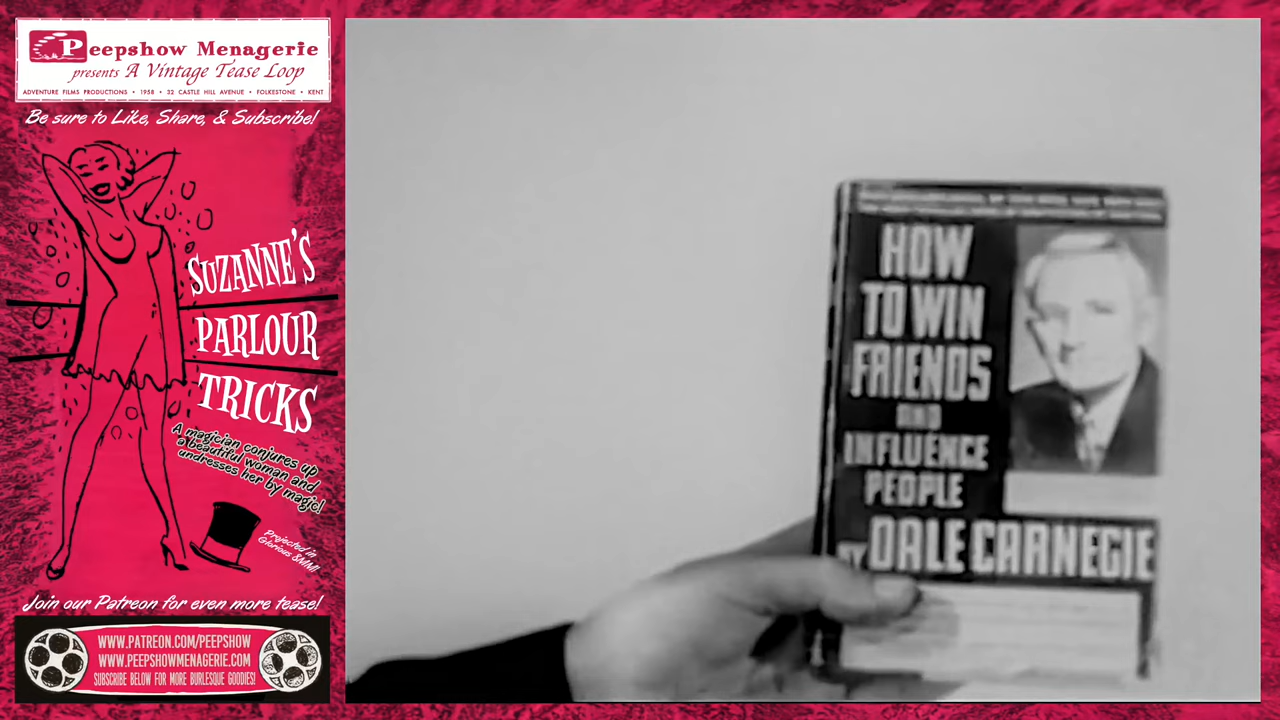 Peepshow Menagerie
presents A Vintage Tease Loop
ADVENTURE FILMS PRODUCTIONS • 1958 • 32 CASTLE HILL AVENUE • FOLKESTONE • KENT
Be sure to Like, Share, & Subscribe!
SUZANNE'S
PARLOUR
TRICKS
A magician conjures up
a beautiful woman and
undresses her by magic!
Projected in
Glorious 8MM!
Join our Patreon for even more tease!
WWW.PATREON.COM/PEEPSHOW
WWW.PEEPSHOWMENAGERIE.COM
SUBSCRIBE BELOW FOR MORE BURLESQUE GOODIES!
HOW
TO WIN
FRIENDS
AND
INFLUENCE
PEOPLE
BY DALE CARNEGIE